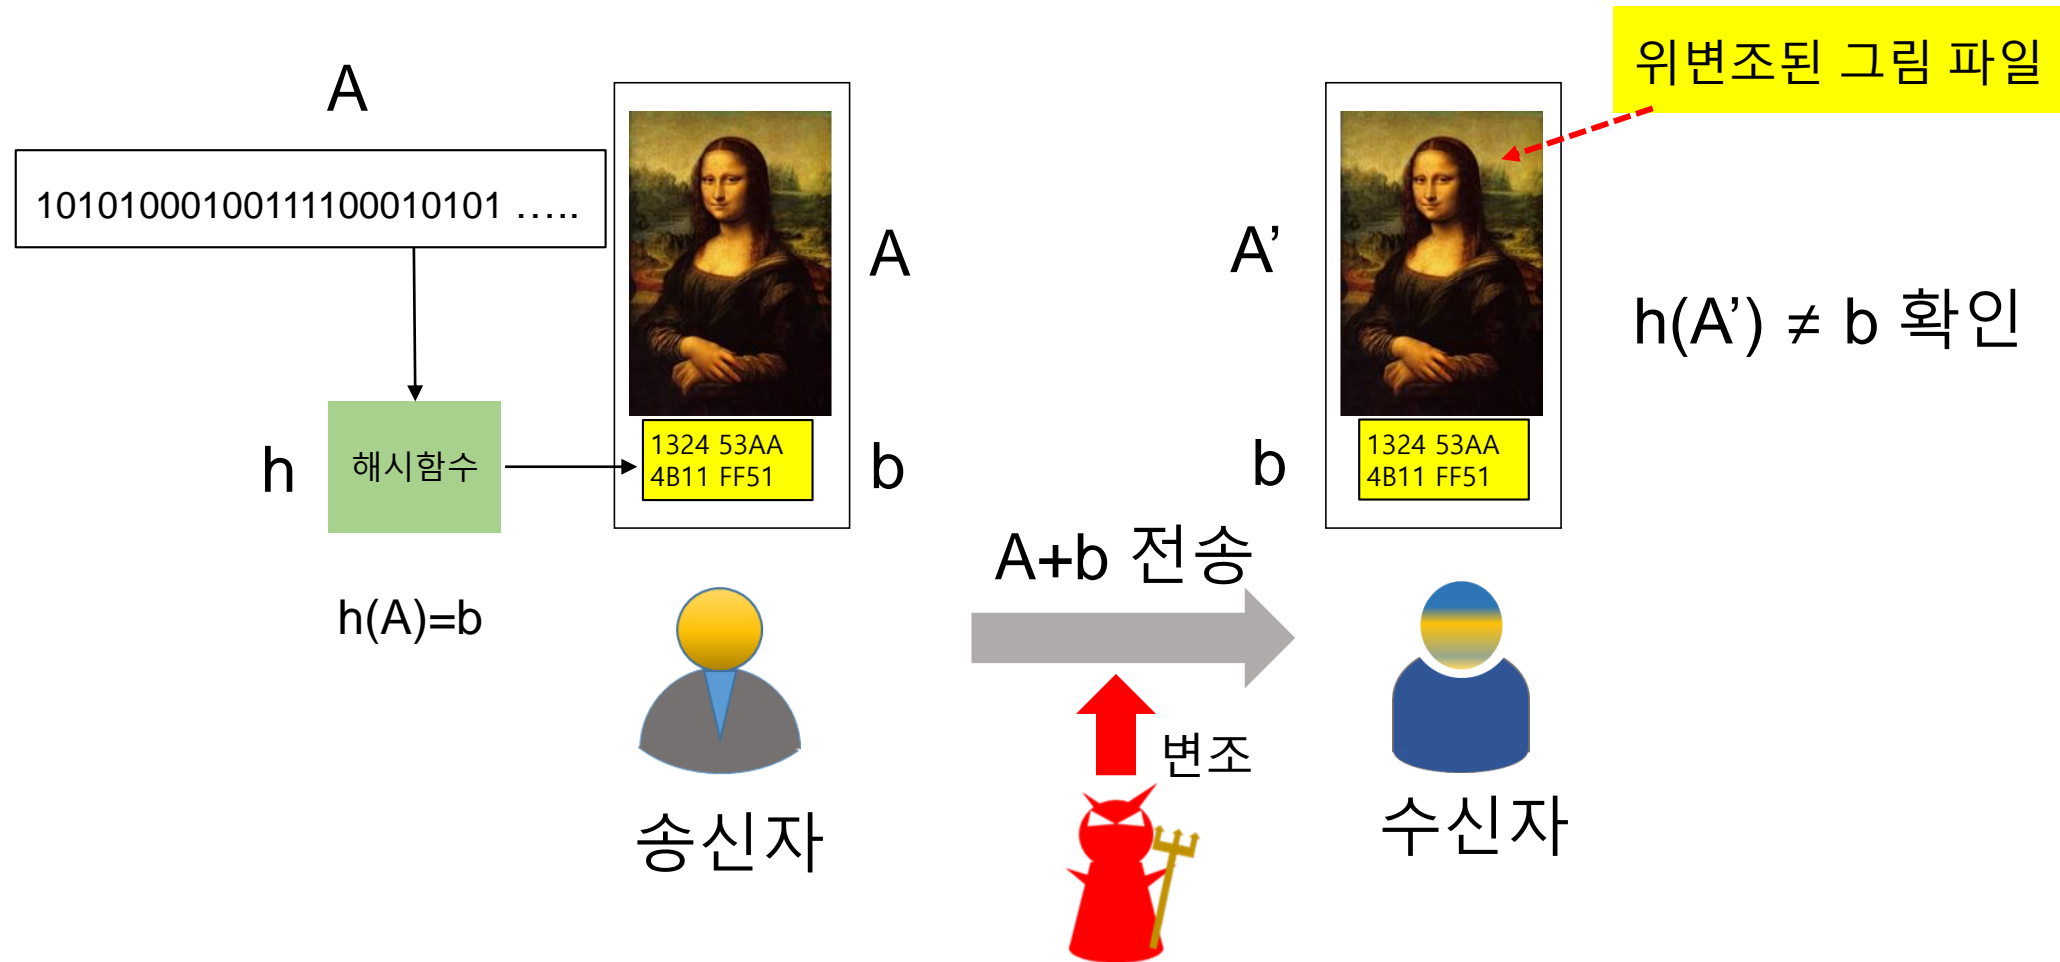 A
101010001001111100010101 .....
h
해시함수
h(A)=b
A
1324 53AA
4B11 FF51
b
송신자
A+b 전송
변조
위변조된 그림 파일
A’
h(A’) ≠ b 확인
b
1324 53AA
4B11 FF51
수신자